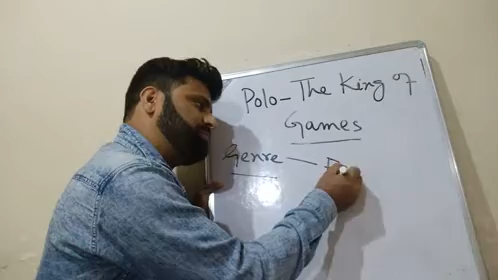 Polo – The King of
Games
Genre —